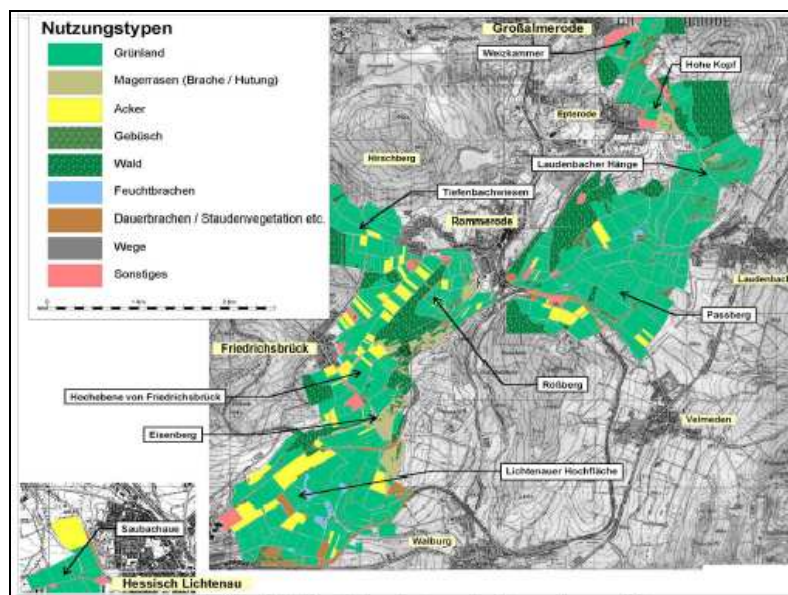 Nutzungstypen
Grünland
Magerrasen (Brache / Hutung)
Acker
Gebüsch
Wald
Feuchtbrachen
Dauerbrachen / Staudenvegetation etc.
Wege
Sonstiges
Großalmerode
Weizkammer
Hohe Kopf
Epterode
Hirschberg
Laudenbacher Hänge
Tiefenbachwiesen
Rommerode
Laudenbach
Passberg
Friedrichsbrück
Roßberg
Hochebene von Friedrichsbrück
Velmeden
Eisenberg
Lichtenauer Hochfläche
Saubachaue
Walburg
Hessisch Lichtenau